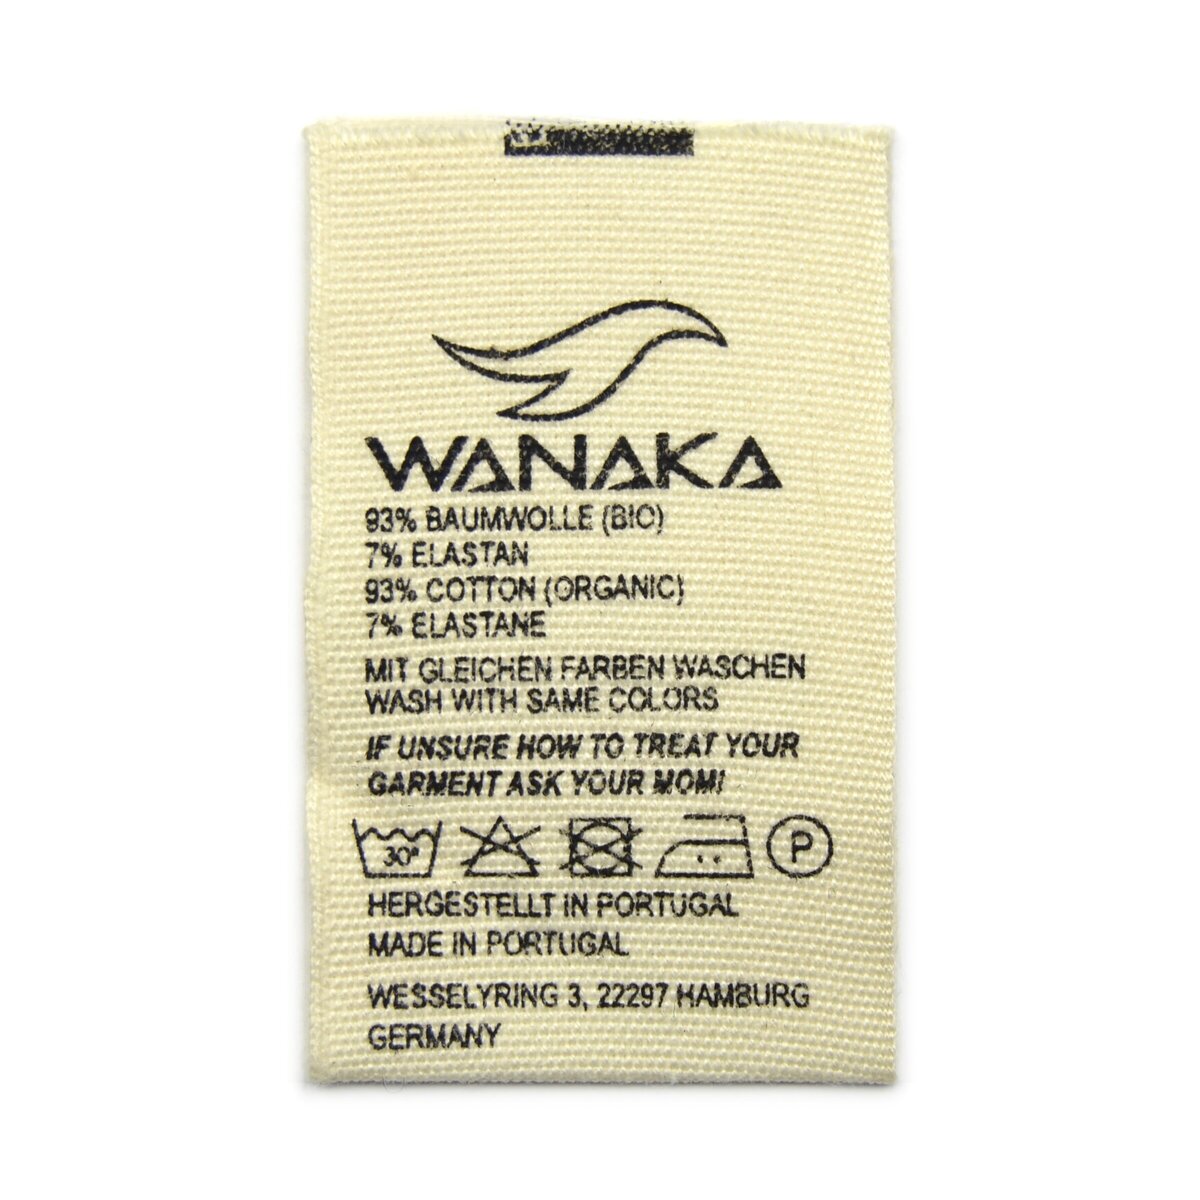 WANAKA
93% BAUMWOLLE (BIO)
7% ELASTAN
93% COTTON (ORGANIC)
7% ELASTANE
MIT GLEICHEN FARBEN WASCHEN
WASH WITH SAME COLORS
IF UNSURE HOW TO TREAT YOUR
GARMENT ASK YOUR MOM!
30° P
HERGESTELLT IN PORTUGAL
MADE IN PORTUGAL
WESSELYRING 3, 22297 HAMBURG
GERMANY